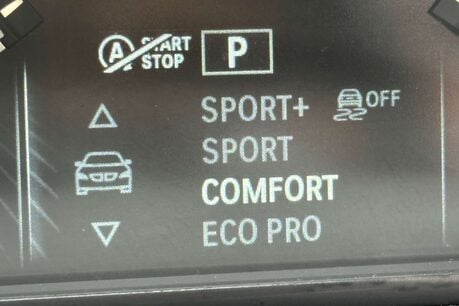 A START STOP P
SPORT+ OFF
SPORT
COMFORT
ECO PRO